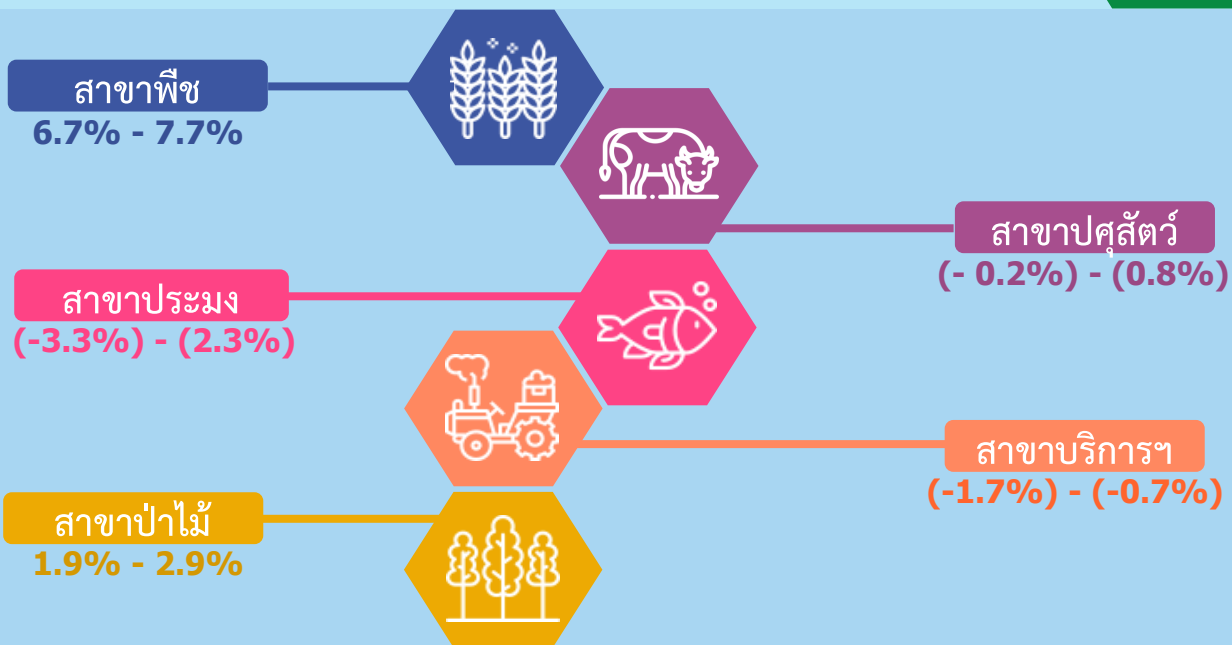 สาขาพืช
6.7% - 7.7%
สาขาปศุสัตว์
(- 0.2%) - (0.8%)
สาขาประมง
(-3.3%) - (2.3%)
สาขาบริการฯ
(-1.7%) - (-0.7%)
สาขาป่าไม้
1.9% - 2.9%